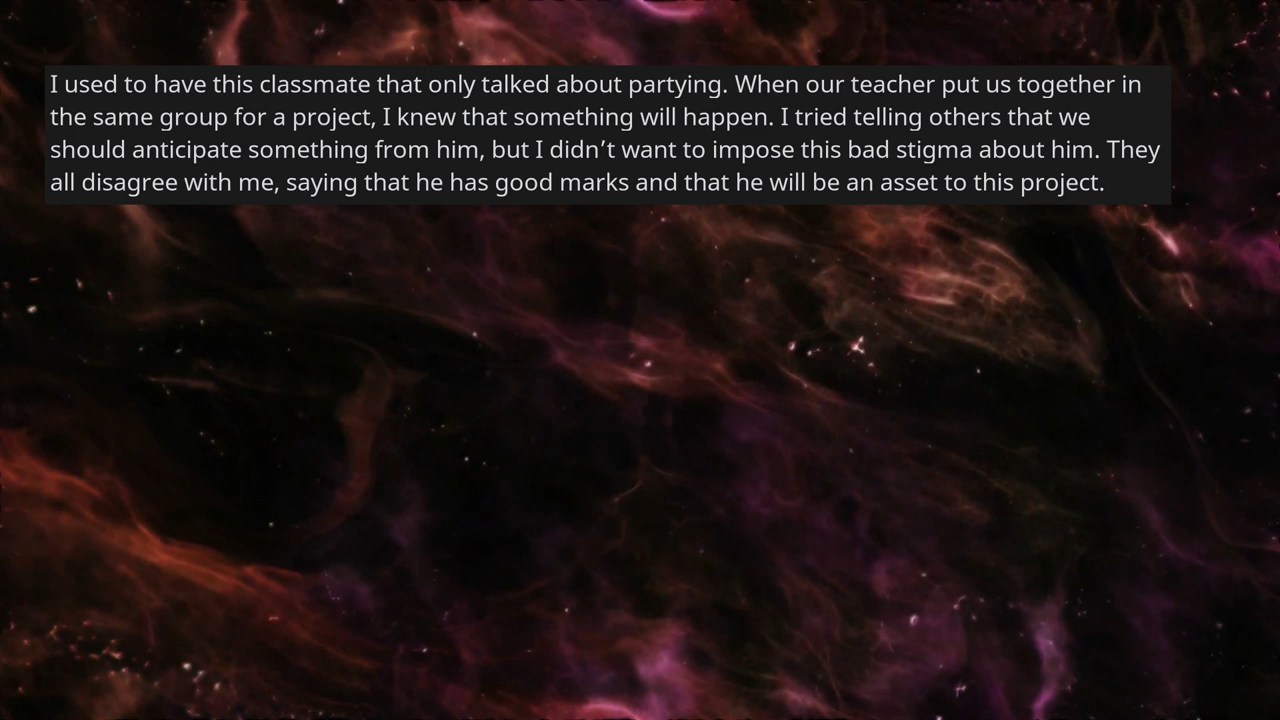 I used to have this classmate that only talked about partying. When our teacher put us together in
the same group for a project, I knew that something will happen. I tried telling others that we
should anticipate something from him, but I didn’t want to impose this bad stigma about him. They
all disagree with me, saying that he has good marks and that he will be an asset to this project.